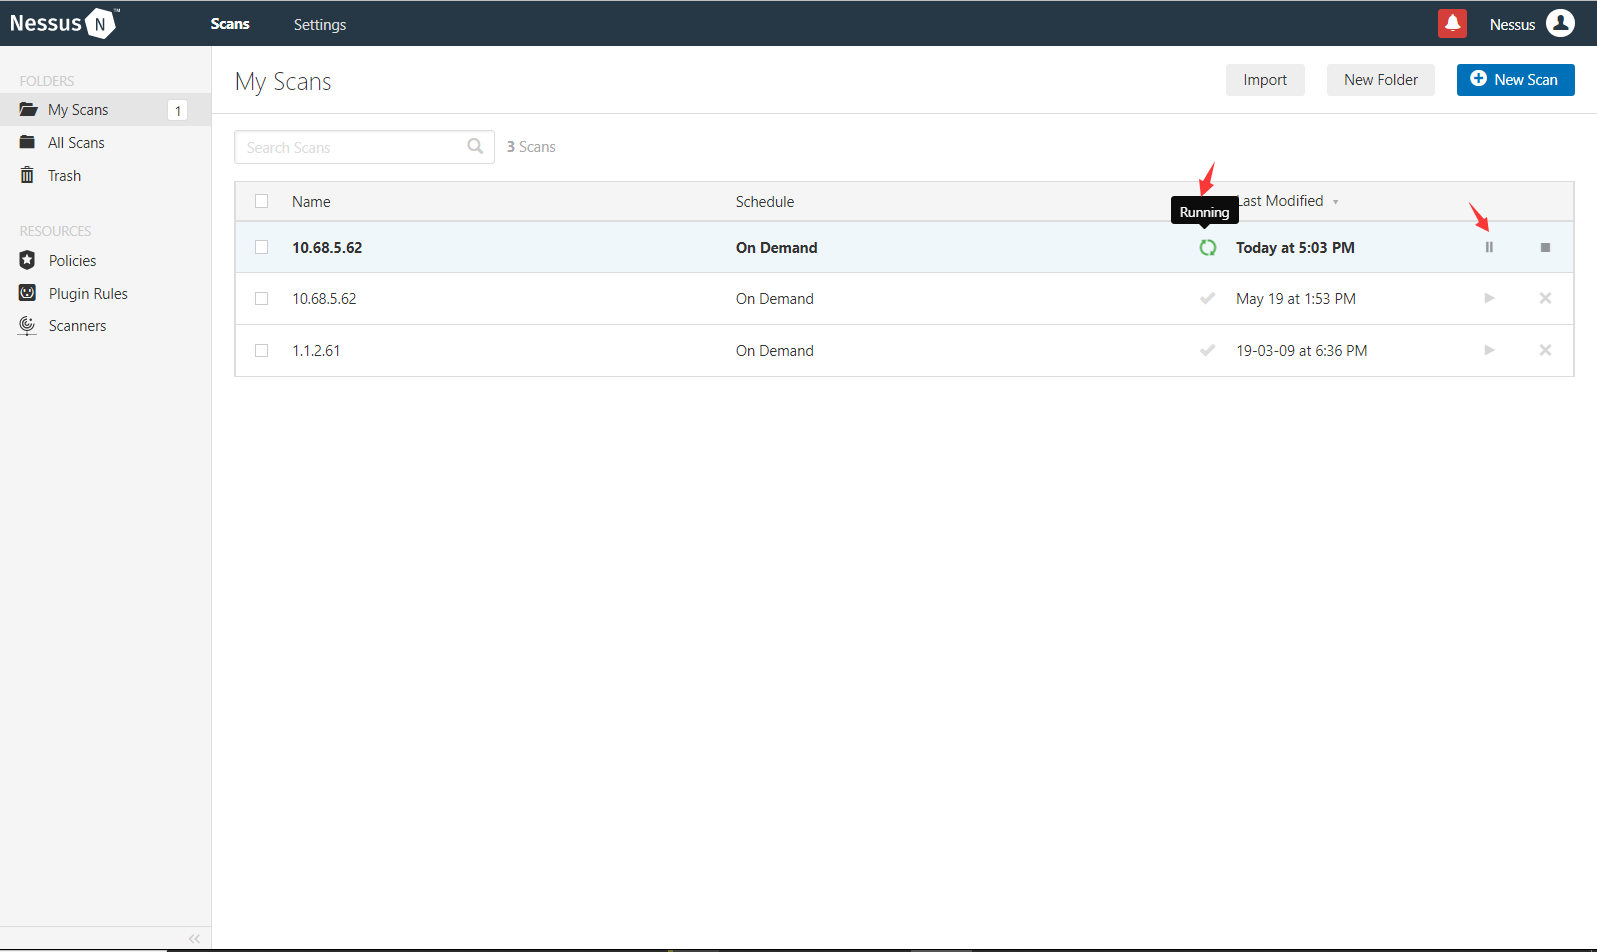 Nessus N ™
Scans
Settings
Nessus
FOLDERS
My Scans
1
All Scans
Trash
RESOURCES
Policies
Plugin Rules
Scanners
My Scans
Import
New Folder
New Scan
Search Scans
3 Scans
Name
Schedule
Running
Last Modified
10.68.5.62
On Demand
Today at 5:03 PM
10.68.5.62
On Demand
May 19 at 1:53 PM
1.1.2.61
On Demand
19-03-09 at 6:36 PM